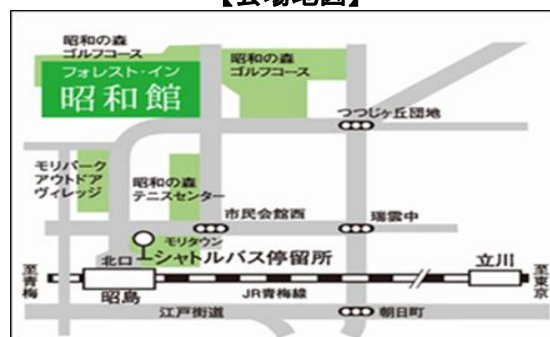 【会場地図】
昭和の森
ゴルフコース
フォレスト・イン
昭和館
昭和の森
ゴルフコース
つつじヶ丘団地
モリパーク
アウトドア
ヴィレッジ
昭和の森
テニスセンター
市民会館西
瑞雲中
モリタウン
北口
シャトルバス停留所
至青梅
昭島
JR青梅線
立川
至東京
江戸街道
朝日町